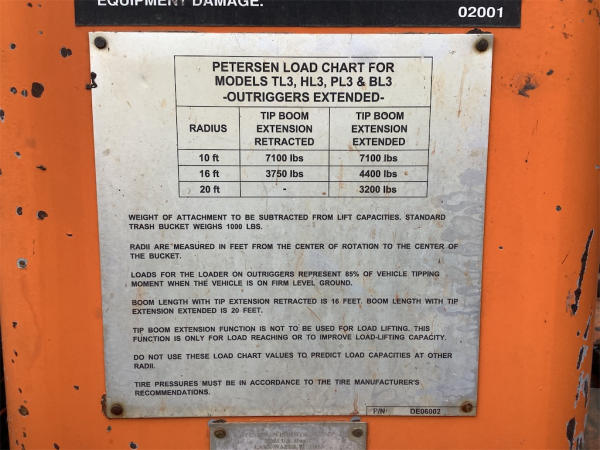 EQUIPMENT DAMAGE.
02001
PETERSEN LOAD CHART FOR
MODELS TL3, HL3, PL3 & BL3
-OUTRIGGERS EXTENDED-
RADIUS
TIP BOOM
EXTENSION
RETRACTED
TIP BOOM
EXTENSION
EXTENDED
10 ft 7100 lbs 7100 lbs
16 ft 3750 lbs 4400 lbs
20 ft - 3200 lbs
WEIGHT OF ATTACHMENT TO BE SUBTRACTED FROM LIFT CAPACITIES. STANDARD
TRASH BUCKET WEIGHS 1000 LBS.
RADII ARE MEASURED IN FEET FROM THE CENTER OF ROTATION TO THE CENTER OF
THE BUCKET.
LOADS FOR THE LOADER ON OUTRIGGERS REPRESENT 85% OF VEHICLE TIPPING
MOMENT WHEN THE VEHICLE IS ON FIRM LEVEL GROUND.
BOOM LENGTH WITH TIP EXTENSION RETRACTED IS 16 FEET. BOOM LENGTH WITH TIP
EXTENSION EXTENDED IS 20 FEET.
TIP BOOM EXTENSION FUNCTION IS NOT TO BE USED FOR LOAD LIFTING. THIS
FUNCTION IS ONLY FOR LOAD REACHING OR TO IMPROVE LOAD-LIFTING CAPACITY.
DO NOT USE THESE LOAD CHART VALUES TO PREDICT LOAD CAPACITIES AT OTHER
RADII.
TIRE PRESSURES MUST BE IN ACCORDANCE TO THE TIRE MANUFACTURER'S
RECOMMENDATIONS.
P/N DE06002